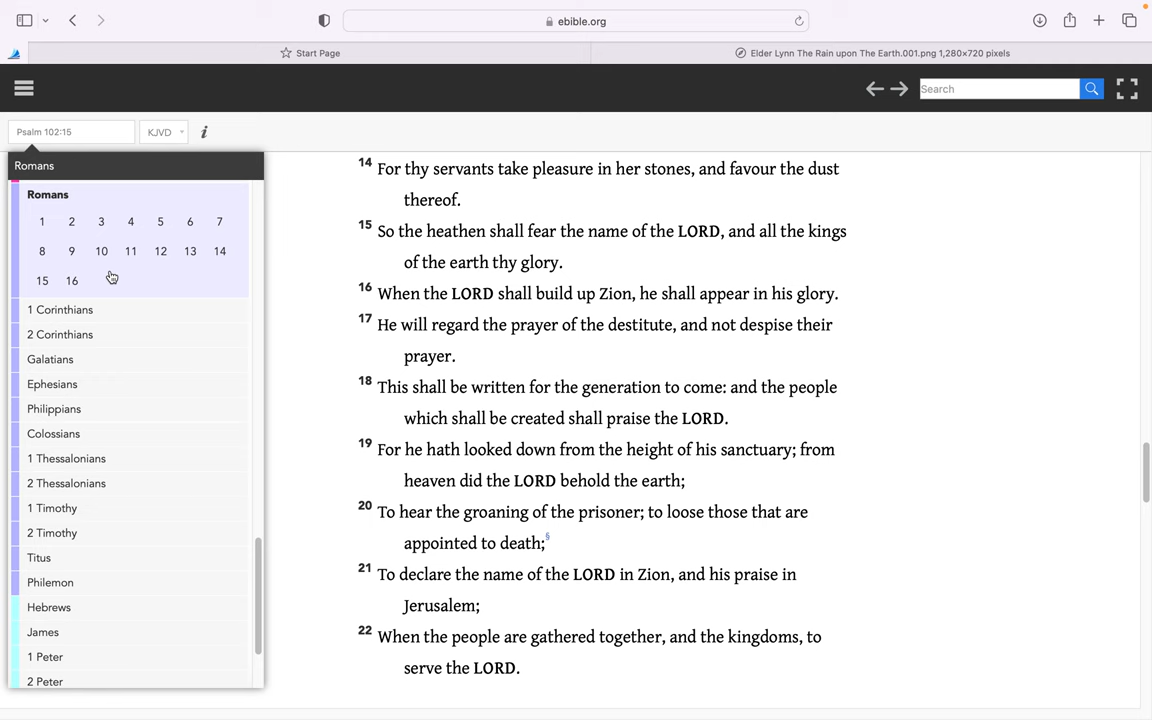 ebible.org
Start Page
Elder Lynn The Rain upon The Earth.001.png 1,280×720 pixels
Search
Psalm 102:15
KJVD
i
Romans
Romans
1 2 3 4 5 6 7
8 9 10 11 12 13 14
15 16
1 Corinthians
2 Corinthians
Galatians
Ephesians
Philippians
Colossians
1 Thessalonians
2 Thessalonians
1 Timothy
2 Timothy
Titus
Philemon
Hebrews
James
1 Peter
2 Peter
14 For thy servants take pleasure in her stones, and favour the dust
thereof.
15 So the heathen shall fear the name of the LORD, and all the kings
of the earth thy glory.
16 When the LORD shall build up Zion, he shall appear in his glory.
17 He will regard the prayer of the destitute, and not despise their
prayer.
18 This shall be written for the generation to come: and the people
which shall be created shall praise the LORD.
19 For he hath looked down from the height of his sanctuary; from
heaven did the LORD behold the earth;
20 To hear the groaning of the prisoner; to loose those that are
appointed to death;§
21 To declare the name of the LORD in Zion, and his praise in
Jerusalem;
22 When the people are gathered together, and the kingdoms, to
serve the LORD.